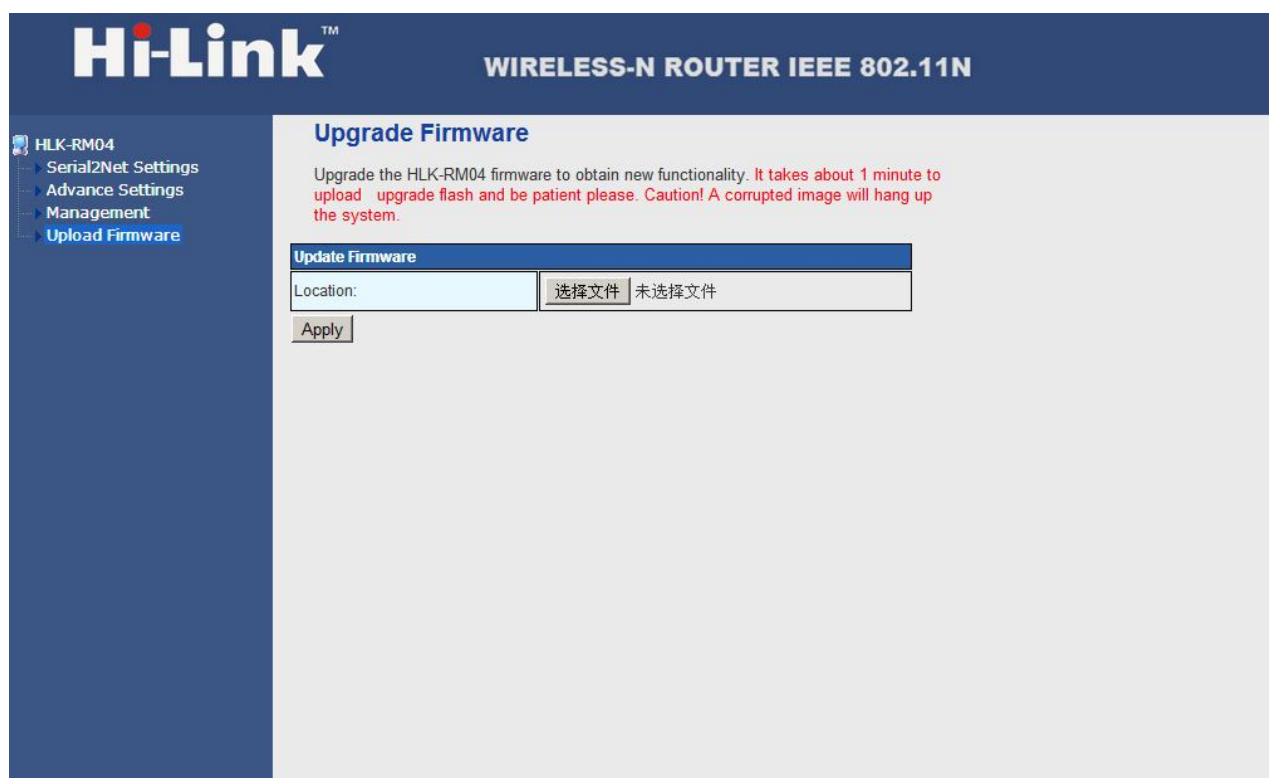 Hi-Link™
WIRELESS-N ROUTER IEEE 802.11N
HLK-RM04
Serial2Net Settings
Advance Settings
Management
Upload Firmware
Upgrade Firmware
Upgrade the HLK-RM04 firmware to obtain new functionality. It takes about 1 minute to
upload   upgrade flash and be patient please. Caution! A corrupted image will hang up
the system.
Update Firmware
Location:
选择文件 未选择文件
Apply